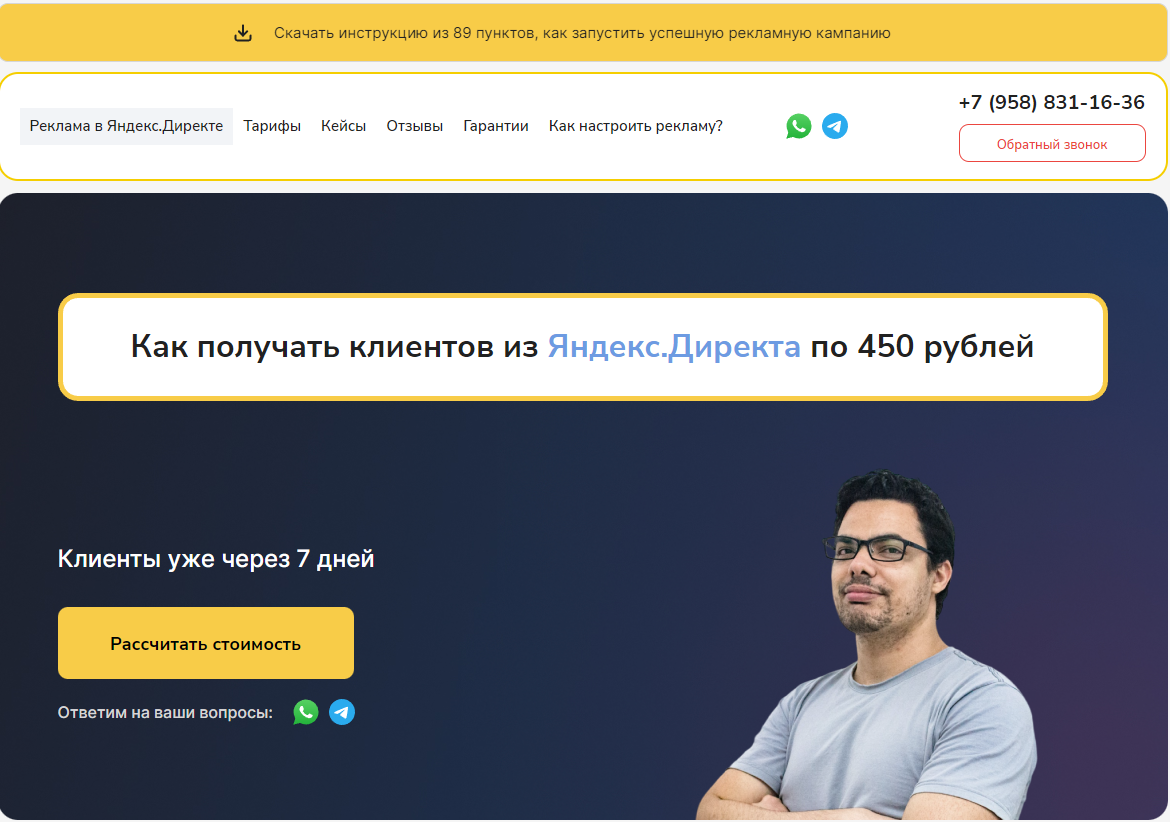 Скачать инструкцию из 89 пунктов, как запустить успешную рекламную кампанию
+7 (958) 831-16-36
Реклама в Яндекс.Директе Тарифы Кейсы Отзывы Гарантии Как настроить рекламу?
Обратный звонок
Как получать клиентов из Яндекс.Директа по 450 рублей
Клиенты уже через 7 дней
Рассчитать стоимость
Ответим на ваши вопросы: